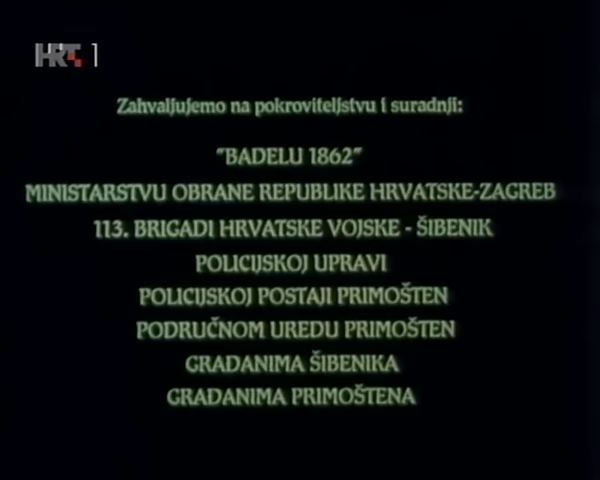 HRT 1
Zahvaljujemo na pokroviteljstvu i suradnji:
"BADELU 1862"
MINISTARSTVU OBRANE REPUBLIKE HRVATSKE-ZAGREB
113. BRIGADI HRVATSKE VOJSKE - ŠIBENIK
POLICIJSKOJ UPRAVI
POLICIJSKOJ POSTAJI PRIMOŠTEN
PODRUČNOM UREDU PRIMOŠTEN
GRAĐANIMA ŠIBENIKA
GRAĐANIMA PRIMOŠTENA